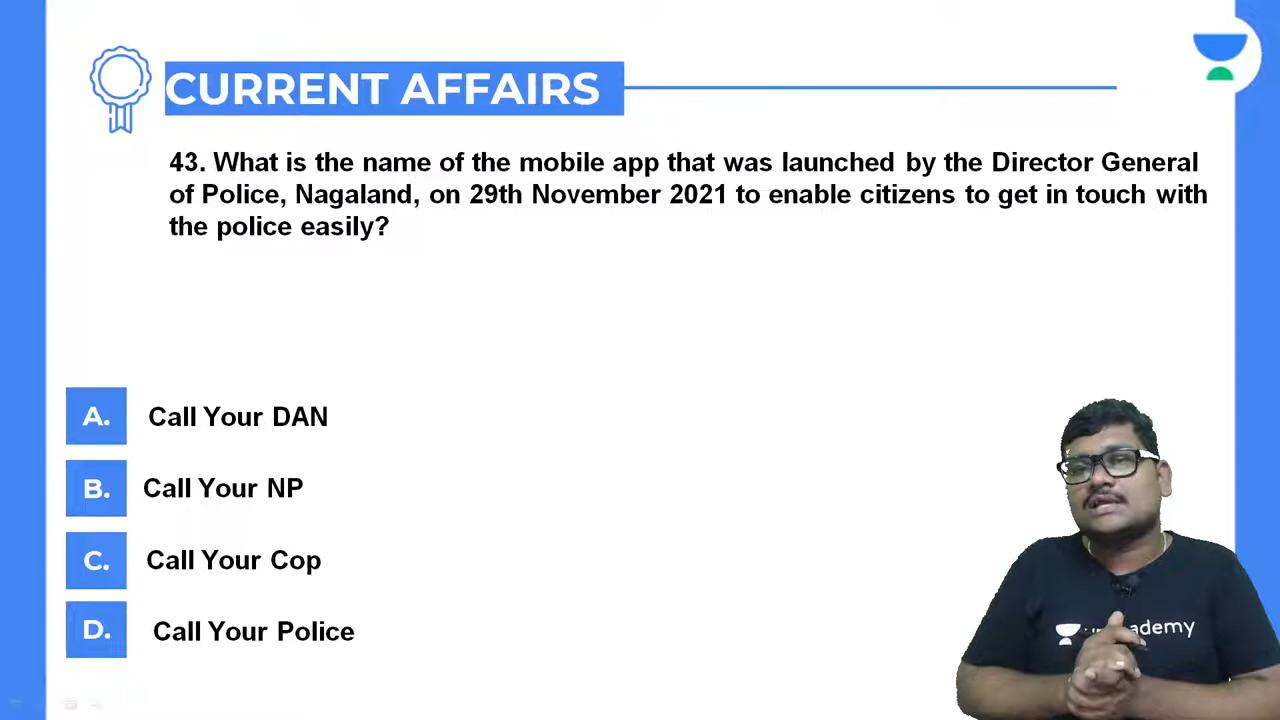 CURRENT AFFAIRS
43. What is the name of the mobile app that was launched by the Director General
of Police, Nagaland, on 29th November 2021 to enable citizens to get in touch with
the police easily?
A. Call Your DAN
B. Call Your NP
C. Call Your Cop
D. Call Your Police